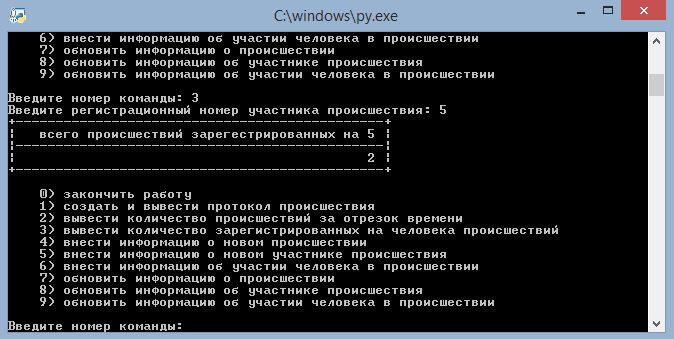 C:\windows\py.exe
6) внести информацию об участии человека в происшествии
7) обновить информацию о происшествии
8) обновить информацию об участнике происшествия
9) обновить информацию об участии человека в происшествии
Введите номер команды: 3
Введите регистрационный номер участника происшествия: 5
всего происшествий зарегестрированных на 5
2
0) закончить работу
1) создать и вывести протокол происшествия
2) вывести количество происшествий за отрезок времени
3) вывести количество зарегистрированных на человека происшествий
4) внести информацию о новом происшествии
5) внести информацию о новом участнике происшествия
6) внести информацию об участии человека в происшествии
7) обновить информацию о происшествии
8) обновить информацию об участнике происшествия
9) обновить информацию об участии человека в происшествии
Введите номер команды: